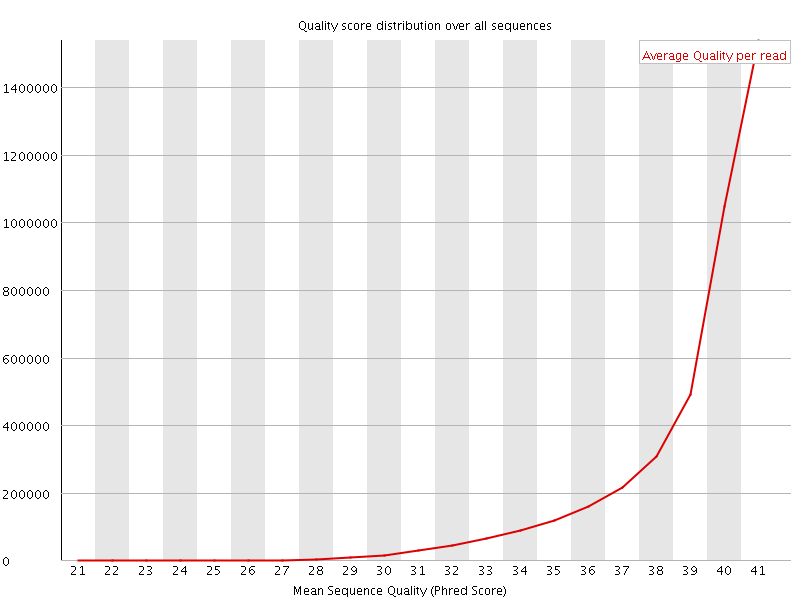 Quality score distribution over all sequences
Average Quality per read
1400000
1200000
1000000
800000
600000
400000
200000
0
21 22 23 24 25 26 27 28 29 30 31 32 33 34 35 36 37 38 39 40 41
Mean Sequence Quality (Phred Score)